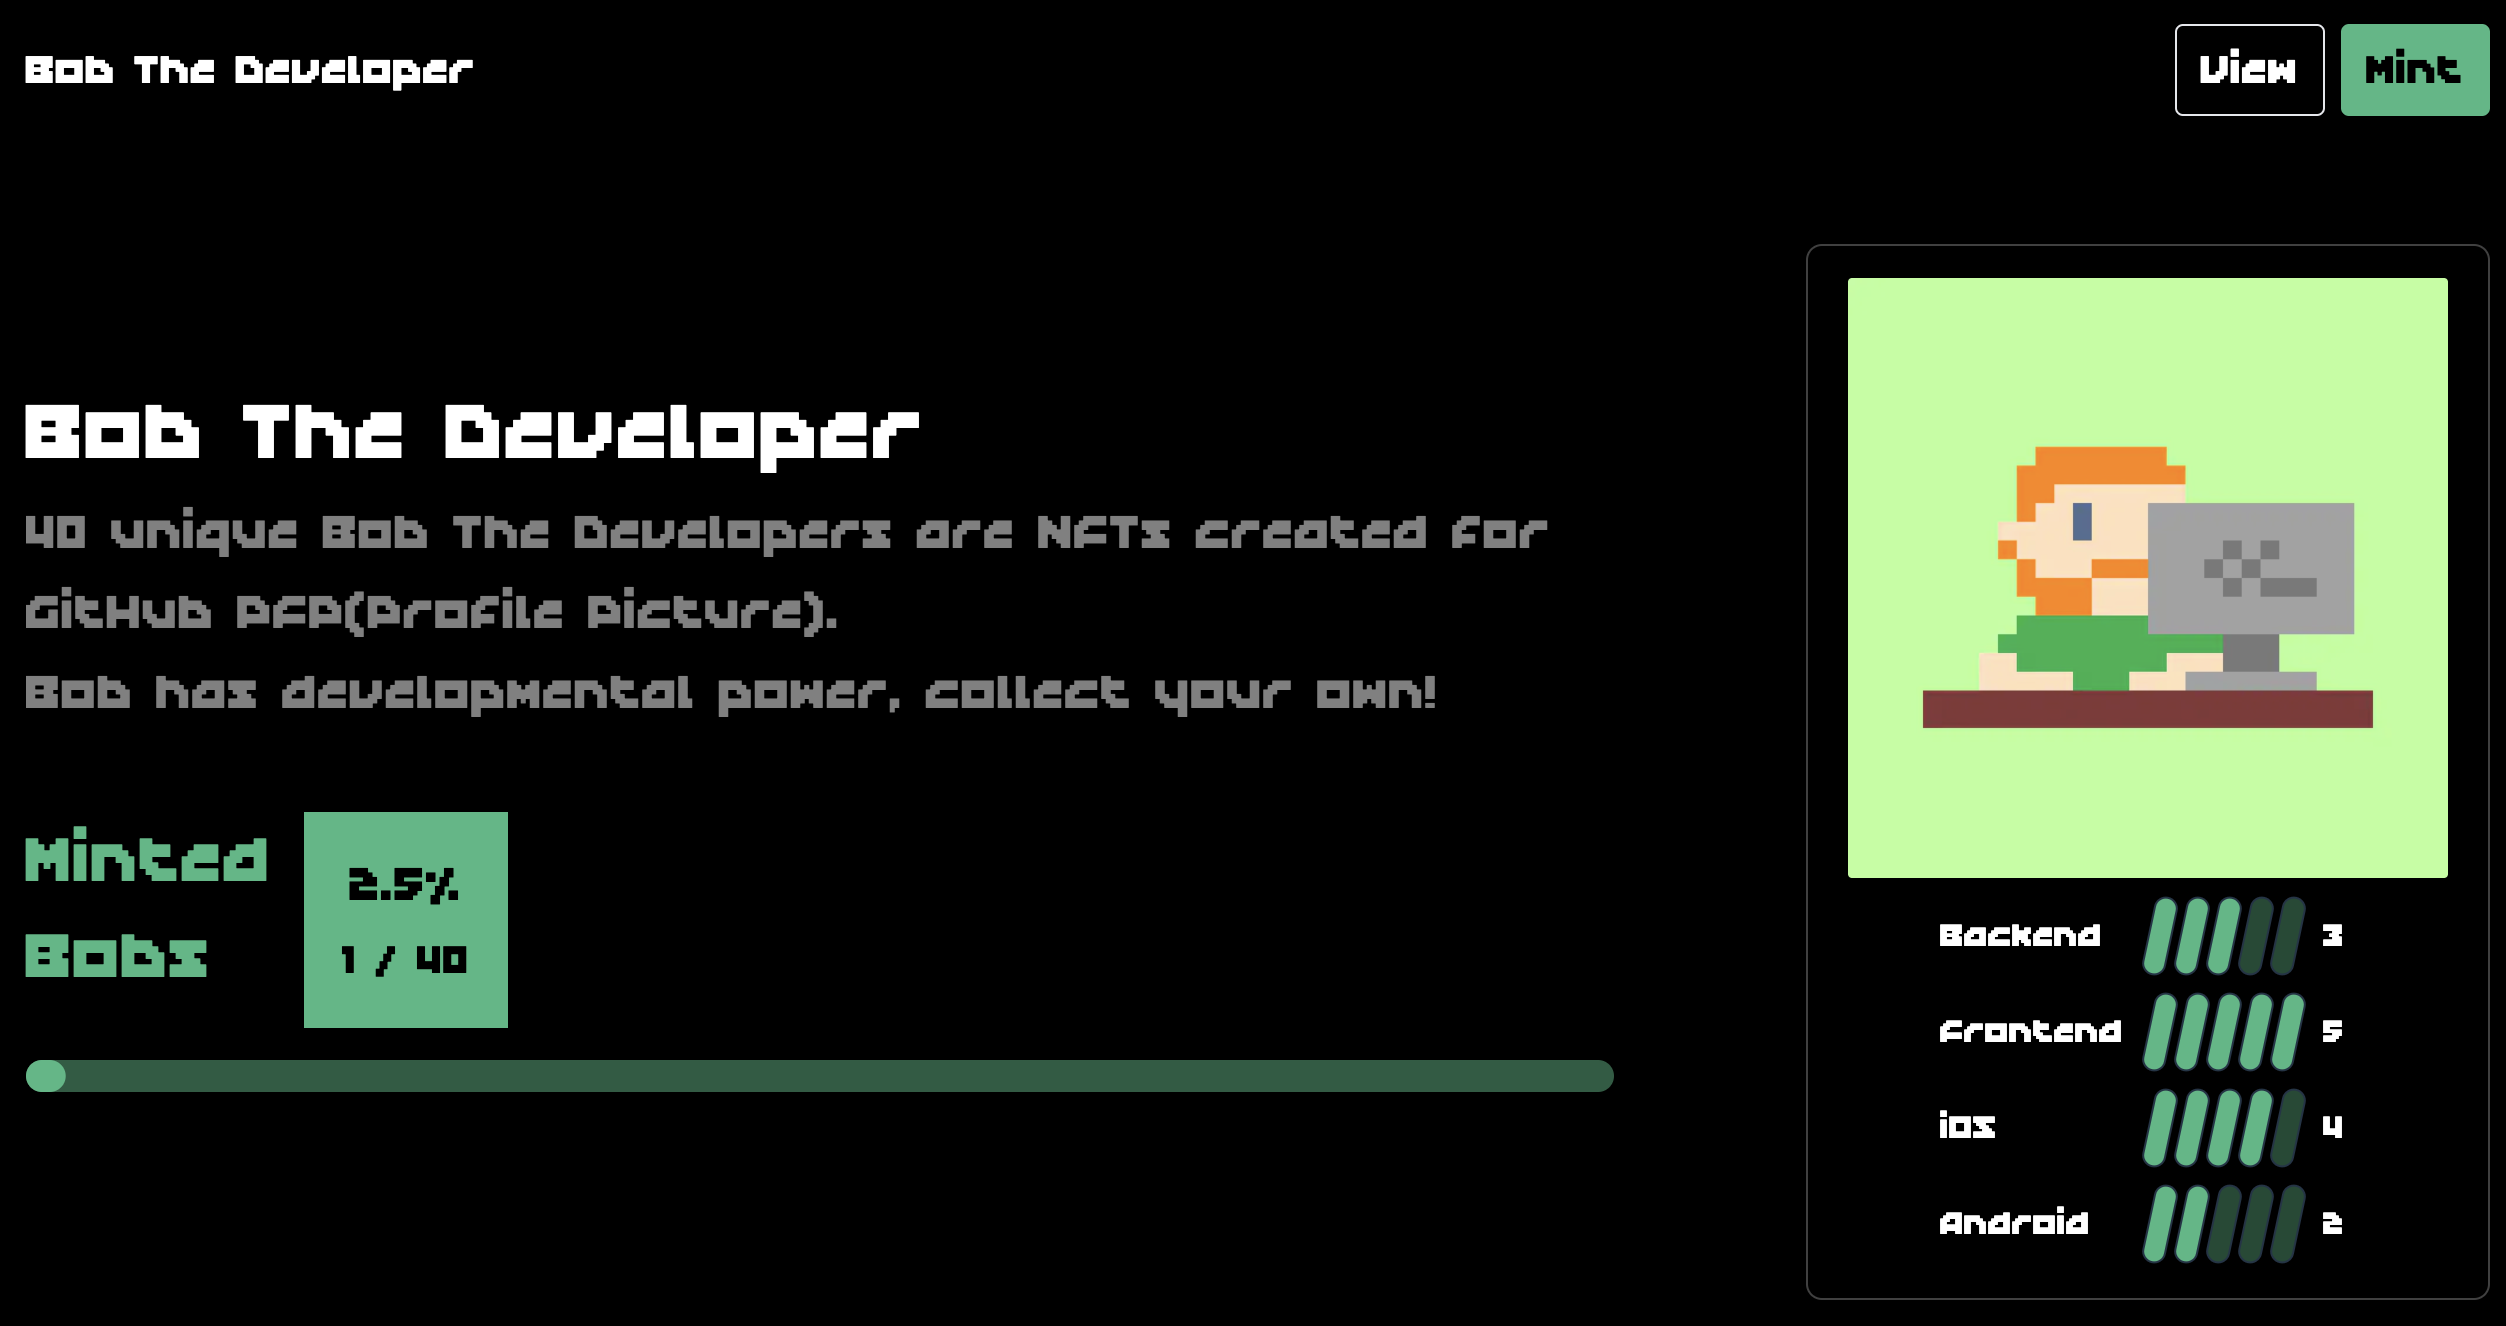 Bob The Developer
View
Mint
Bob The Developer
40 unique Bob The Developers are NFTs created for
GitHub PFP(Profile Picture).
Bob has developmental power, collect your own!
Minted
Bobs
2.5%
1 / 40
Backend 3
Frontend 5
ios 4
Android 2